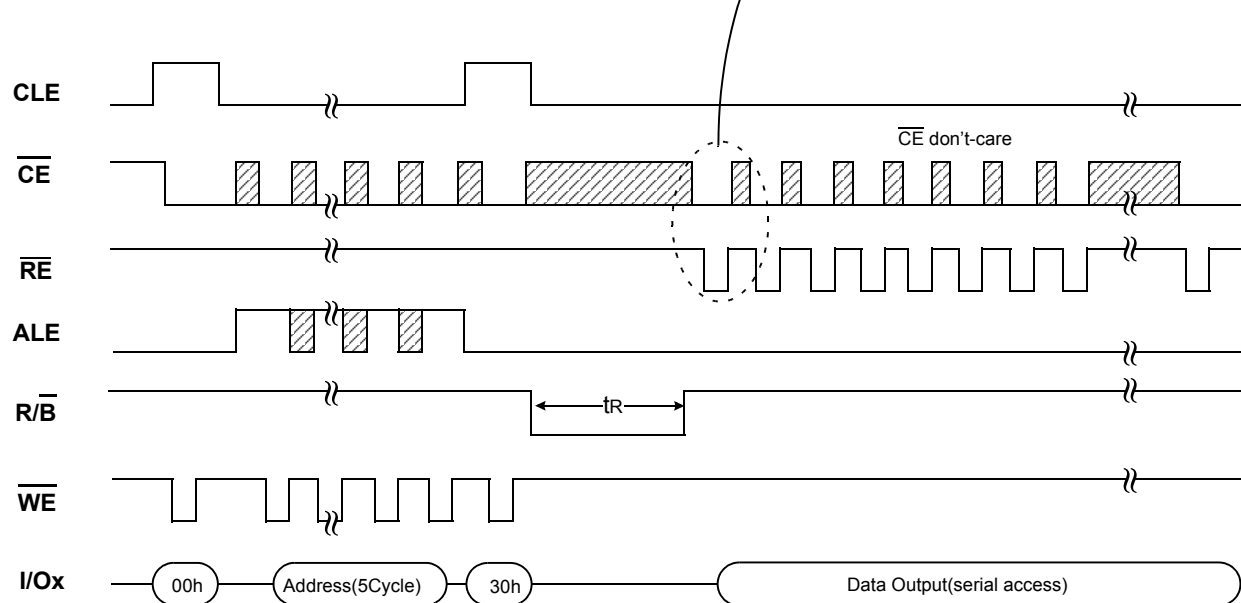 CLE
CE
CE don't-care
RE
ALE
R/B
tR
WE
I/Ox
00h
Address(5Cycle)
30h
Data Output(serial access)